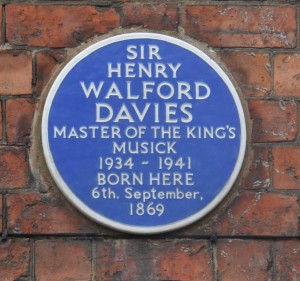 SIR
HENRY
WALFORD
DAVIES
MASTER OF THE KING'S
MUSICK
1934 - 1941
BORN HERE
6th. September,
1869